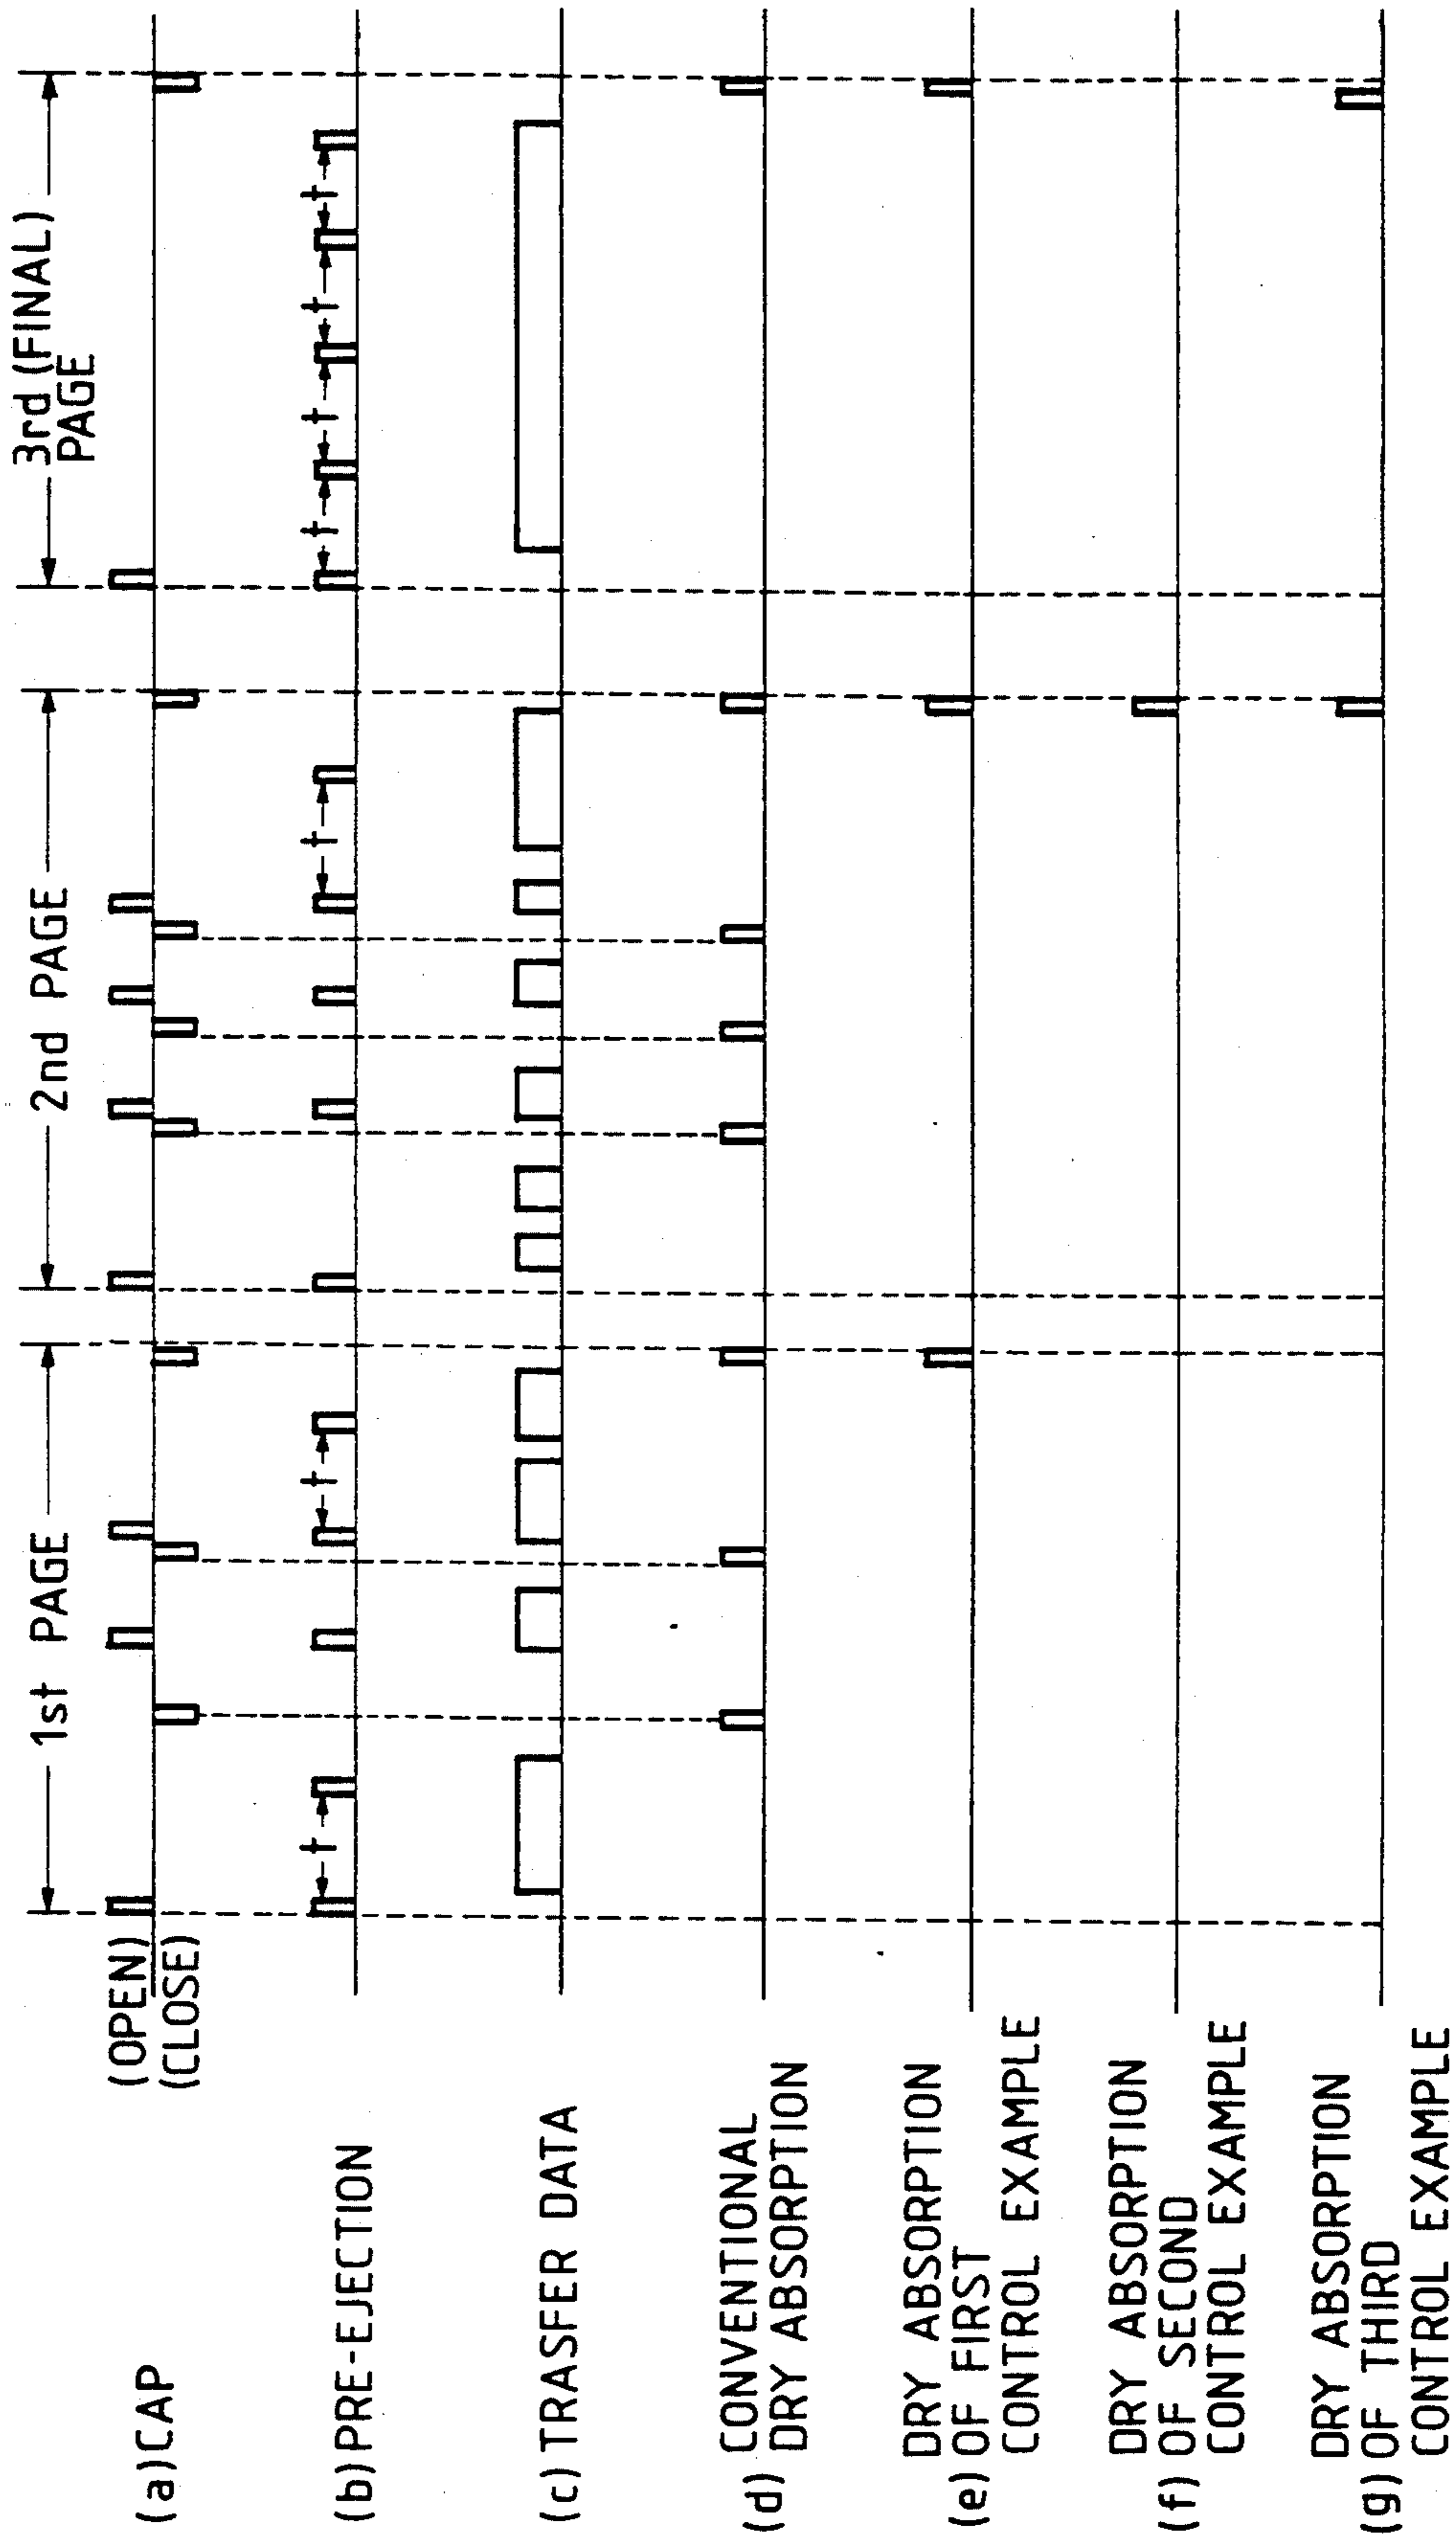 1st PAGE
2nd PAGE
3rd (FINAL)
PAGE
(OPEN)
(CLOSE)
(a) CAP
t
t
t
t
t
t
t
(b) PRE-EJECTION
(c) TRASFER DATA
(d) CONVENTIONAL
DRY ABSORPTION
DRY ABSORPTION
(e) OF FIRST
CONTROL EXAMPLE
DRY ABSORPTION
(f) OF SECOND
CONTROL EXAMPLE
DRY ABSORPTION
(g) OF THIRD
CONTROL EXAMPLE